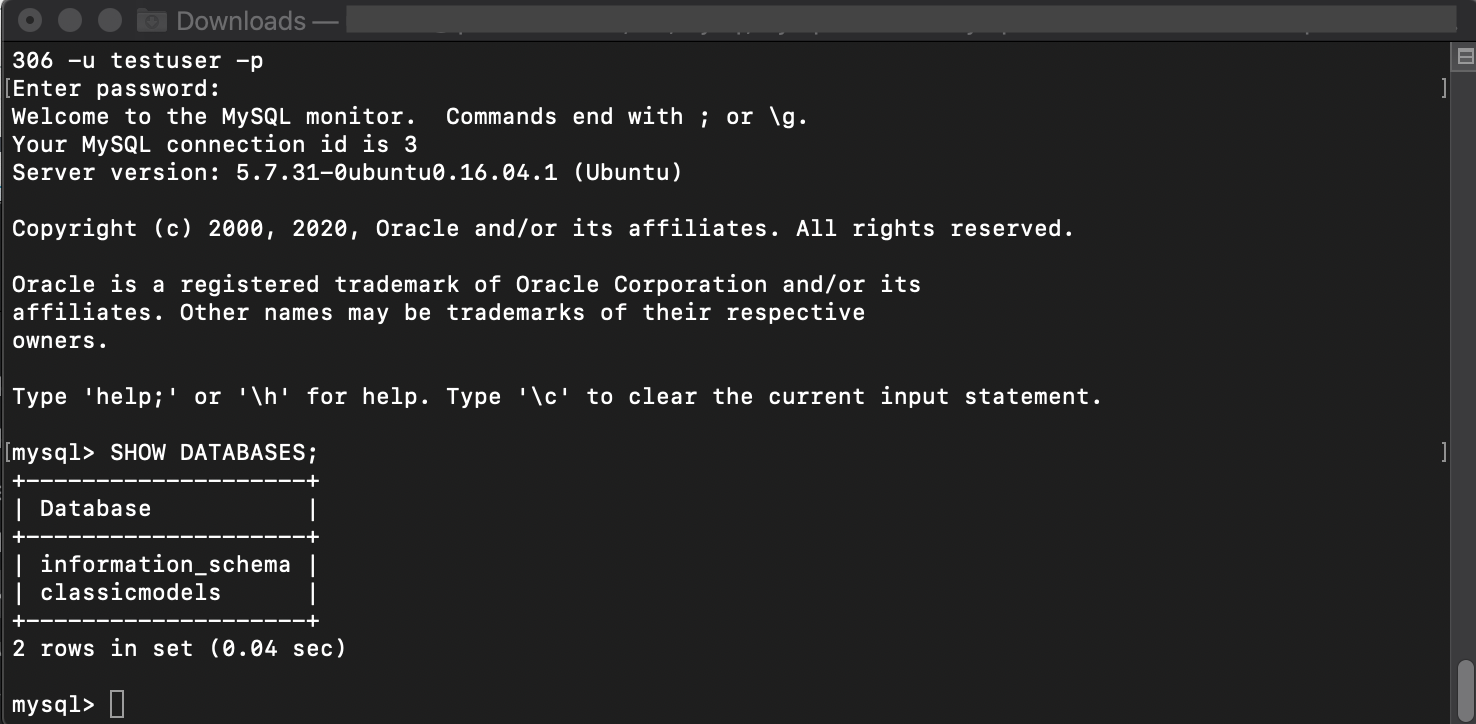 Downloads —
306 -u testuser -p
[Enter password: ]
Welcome to the MySQL monitor.  Commands end with ; or \g.
Your MySQL connection id is 3
Server version: 5.7.31-0ubuntu0.16.04.1 (Ubuntu)
Copyright (c) 2000, 2020, Oracle and/or its affiliates. All rights reserved.
Oracle is a registered trademark of Oracle Corporation and/or its
affiliates. Other names may be trademarks of their respective
owners.
Type 'help;' or '\h' for help. Type '\c' to clear the current input statement.
[mysql> SHOW DATABASES; ]
+--------------------+
| Database           |
+--------------------+
| information_schema |
| classicmodels      |
+--------------------+
2 rows in set (0.04 sec)
mysql>